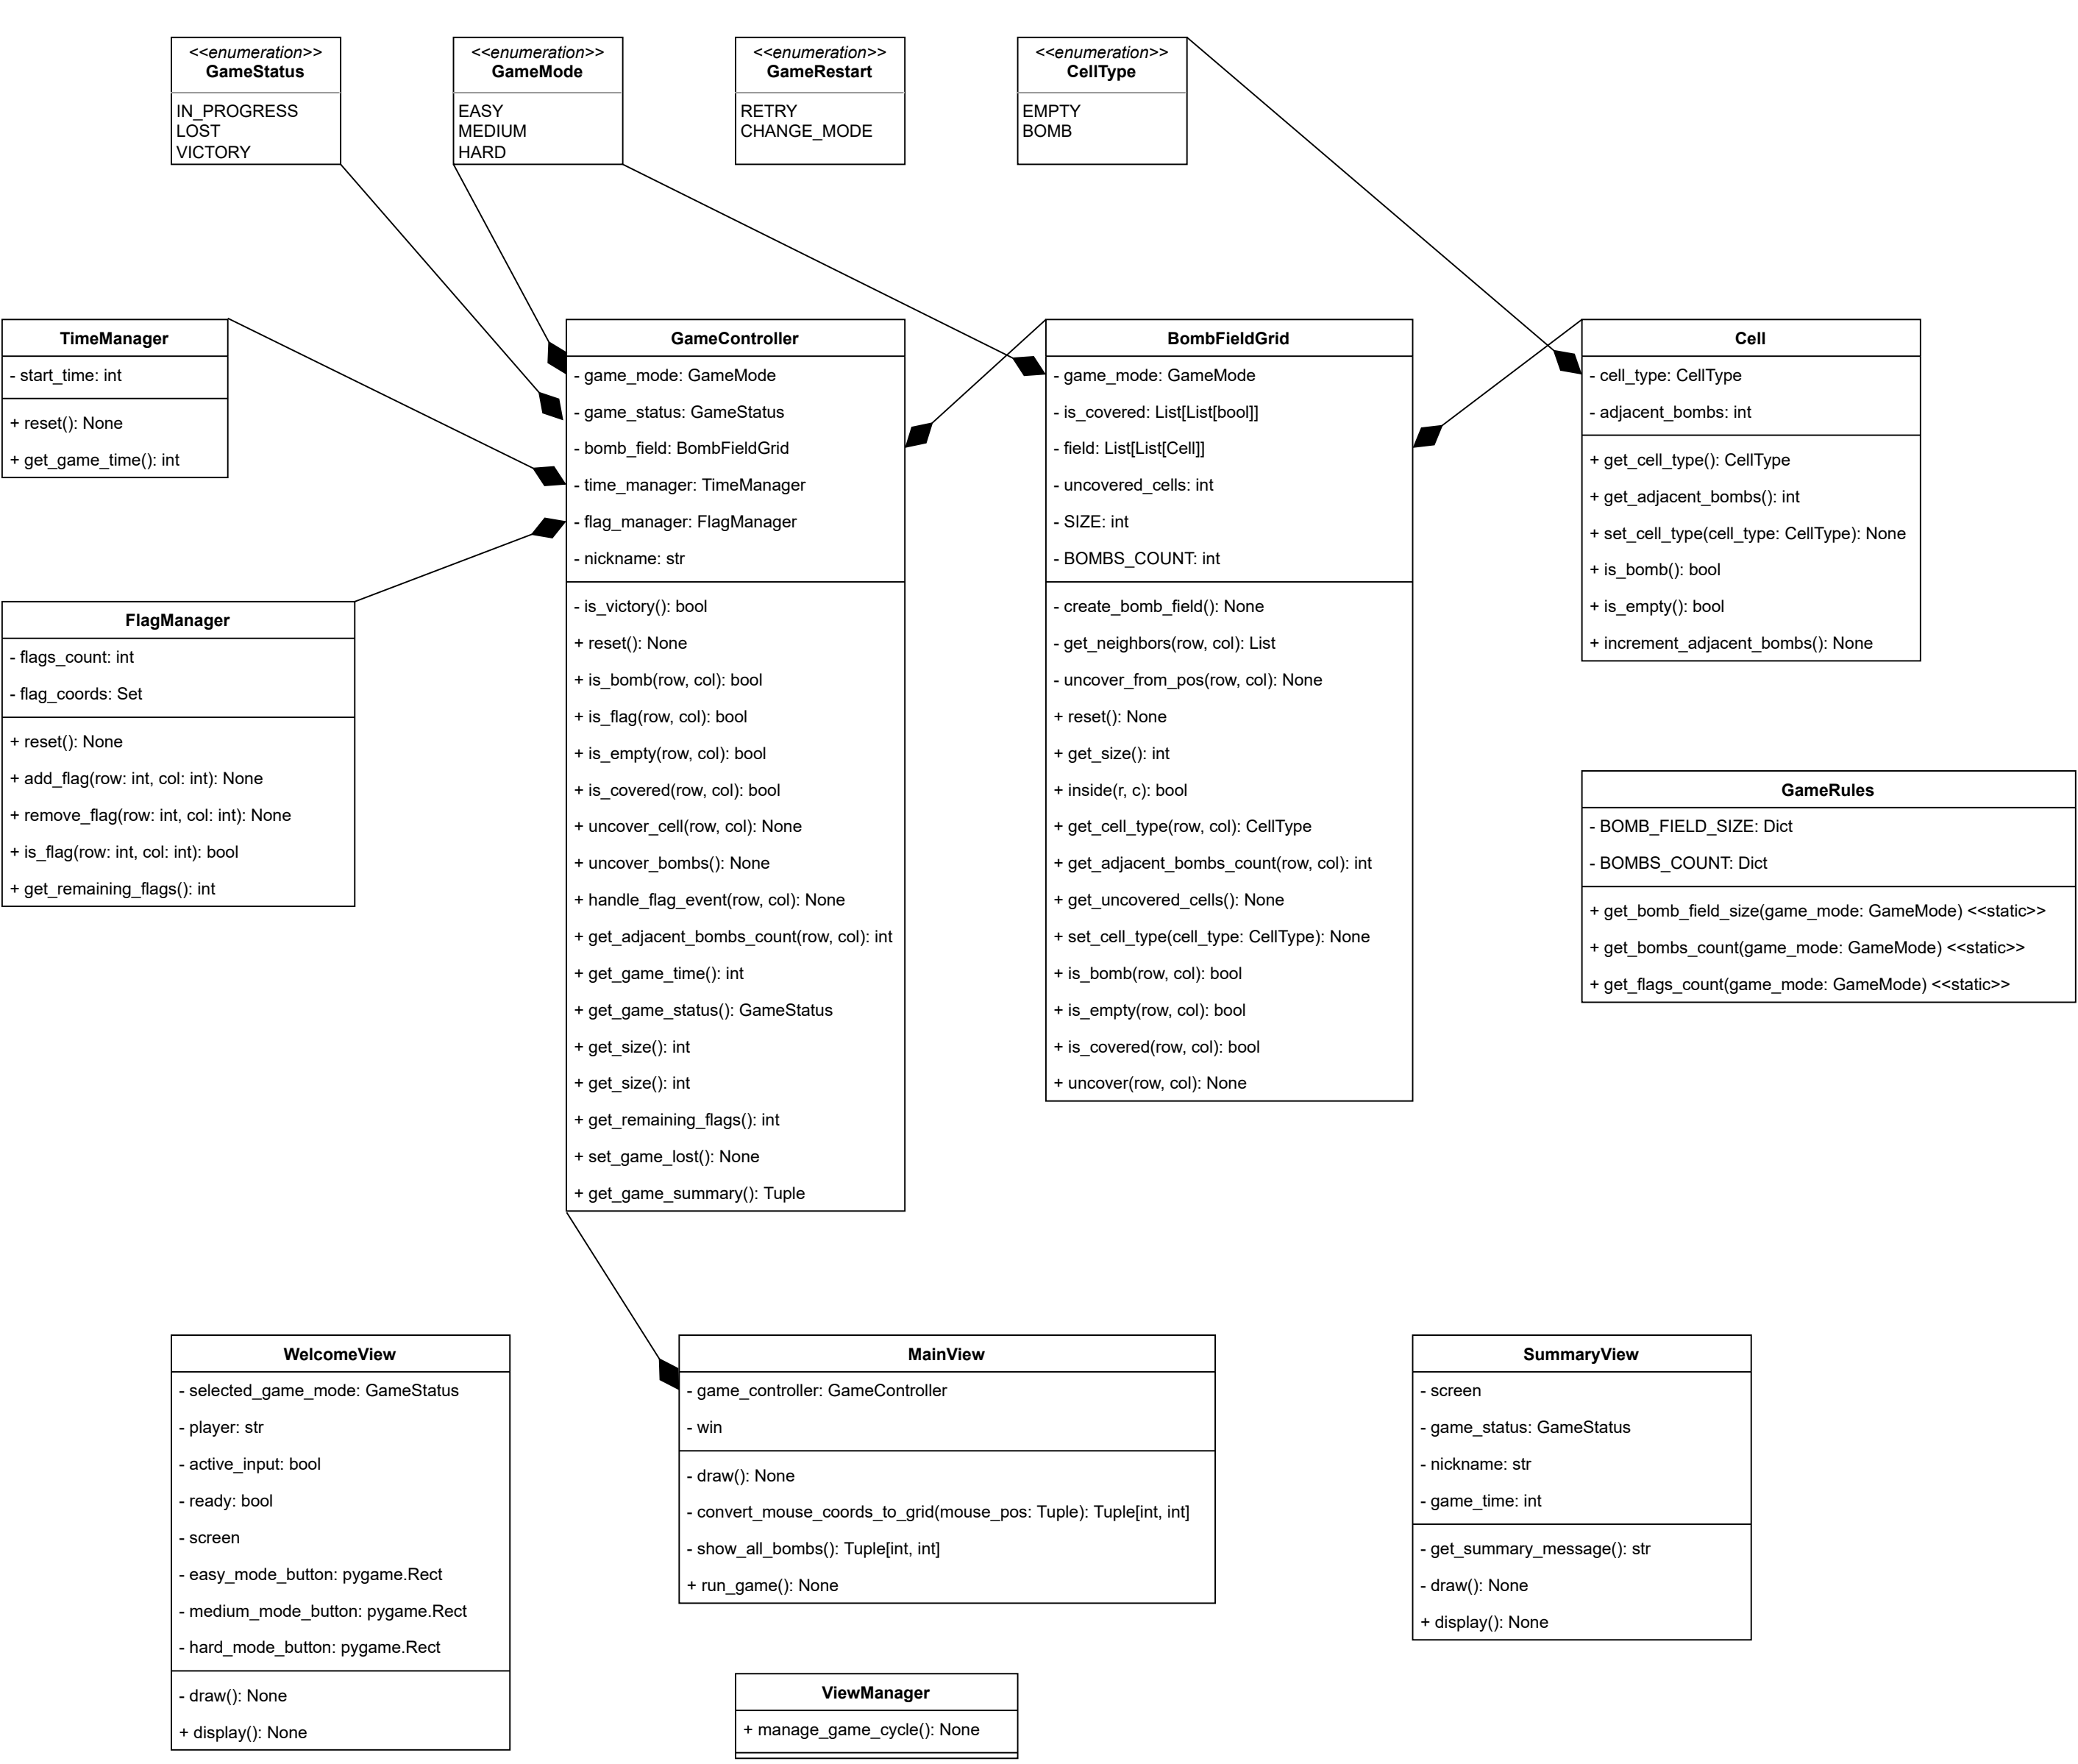 <<enumeration>>
GameStatus
IN_PROGRESS
LOST
VICTORY
<<enumeration>>
GameMode
EASY
MEDIUM
HARD
<<enumeration>>
GameRestart
RETRY
CHANGE_MODE
<<enumeration>>
CellType
EMPTY
BOMB
TimeManager
- start_time: int
+ reset(): None
+ get_game_time(): int
FlagManager
- flags_count: int
- flag_coords: Set
+ reset(): None
+ add_flag(row: int, col: int): None
+ remove_flag(row: int, col: int): None
+ is_flag(row: int, col: int): bool
+ get_remaining_flags(): int
GameController
- game_mode: GameMode
- game_status: GameStatus
- bomb_field: BombFieldGrid
- time_manager: TimeManager
- flag_manager: FlagManager
- nickname: str
- is_victory(): bool
+ reset(): None
+ is_bomb(row, col): bool
+ is_flag(row, col): bool
+ is_empty(row, col): bool
+ is_covered(row, col): bool
+ uncover_cell(row, col): None
+ uncover_bombs(): None
+ handle_flag_event(row, col): None
+ get_adjacent_bombs_count(row, col): int
+ get_game_time(): int
+ get_game_status(): GameStatus
+ get_size(): int
+ get_size(): int
+ get_remaining_flags(): int
+ set_game_lost(): None
+ get_game_summary(): Tuple
BombFieldGrid
- game_mode: GameMode
- is_covered: List[List[bool]]
- field: List[List[Cell]]
- uncovered_cells: int
- SIZE: int
- BOMBS_COUNT: int
- create_bomb_field(): None
- get_neighbors(row, col): List
- uncover_from_pos(row, col): None
+ reset(): None
+ get_size(): int
+ inside(r, c): bool
+ get_cell_type(row, col): CellType
+ get_adjacent_bombs_count(row, col): int
+ get_uncovered_cells(): None
+ set_cell_type(cell_type: CellType): None
+ is_bomb(row, col): bool
+ is_empty(row, col): bool
+ is_covered(row, col): bool
+ uncover(row, col): None
Cell
- cell_type: CellType
- adjacent_bombs: int
+ get_cell_type(): CellType
+ get_adjacent_bombs(): int
+ set_cell_type(cell_type: CellType): None
+ is_bomb(): bool
+ is_empty(): bool
+ increment_adjacent_bombs(): None
GameRules
- BOMB_FIELD_SIZE: Dict
- BOMBS_COUNT: Dict
+ get_bomb_field_size(game_mode: GameMode) <<static>>
+ get_bombs_count(game_mode: GameMode) <<static>>
+ get_flags_count(game_mode: GameMode) <<static>>
WelcomeView
- selected_game_mode: GameStatus
- player: str
- active_input: bool
- ready: bool
- screen
- easy_mode_button: pygame.Rect
- medium_mode_button: pygame.Rect
- hard_mode_button: pygame.Rect
- draw(): None
+ display(): None
MainView
- game_controller: GameController
- win
- draw(): None
- convert_mouse_coords_to_grid(mouse_pos: Tuple): Tuple[int, int]
- show_all_bombs(): Tuple[int, int]
+ run_game(): None
SummaryView
- screen
- game_status: GameStatus
- nickname: str
- game_time: int
- get_summary_message(): str
- draw(): None
+ display(): None
ViewManager
+ manage_game_cycle(): None